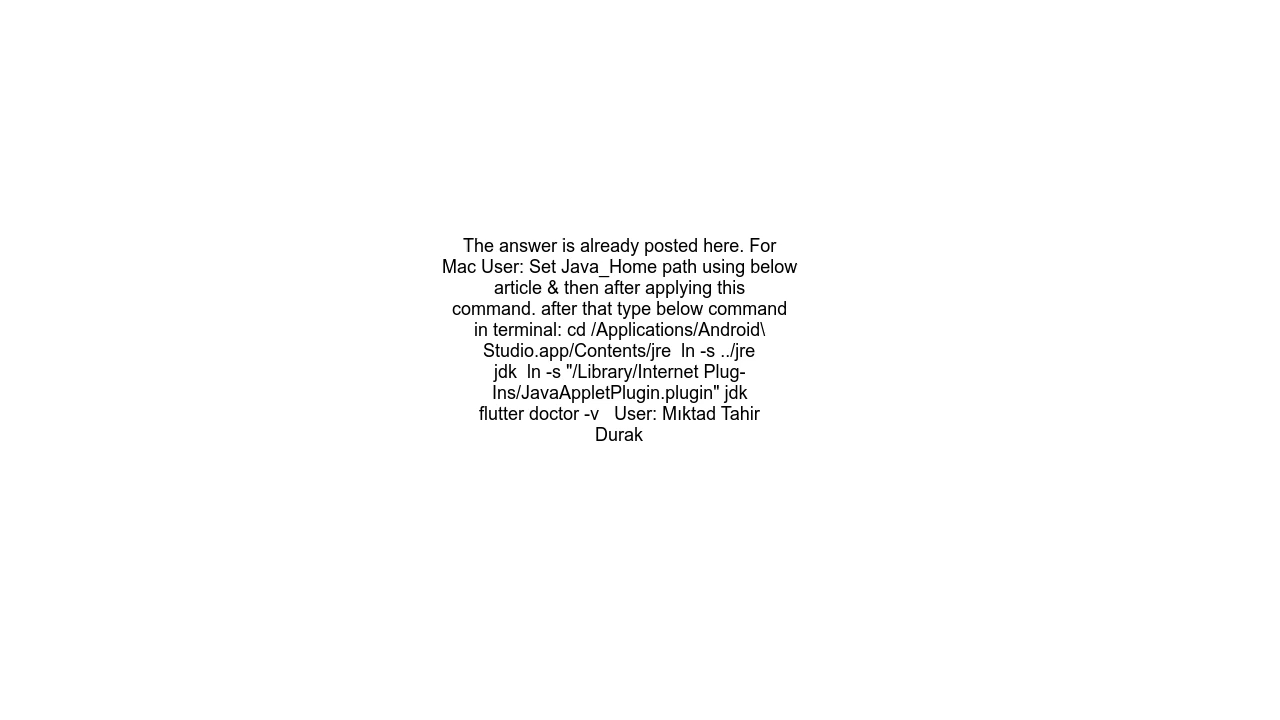 The answer is already posted here. For
Mac User: Set Java_Home path using below
article & then after applying this
command. after that type below command
in terminal: cd /Applications/Android\
Studio.app/Contents/jre  ln -s ../jre
jdk  ln -s "/Library/Internet Plug-
Ins/JavaAppletPlugin.plugin" jdk
flutter doctor -v   User: Mıktad Tahir
Durak